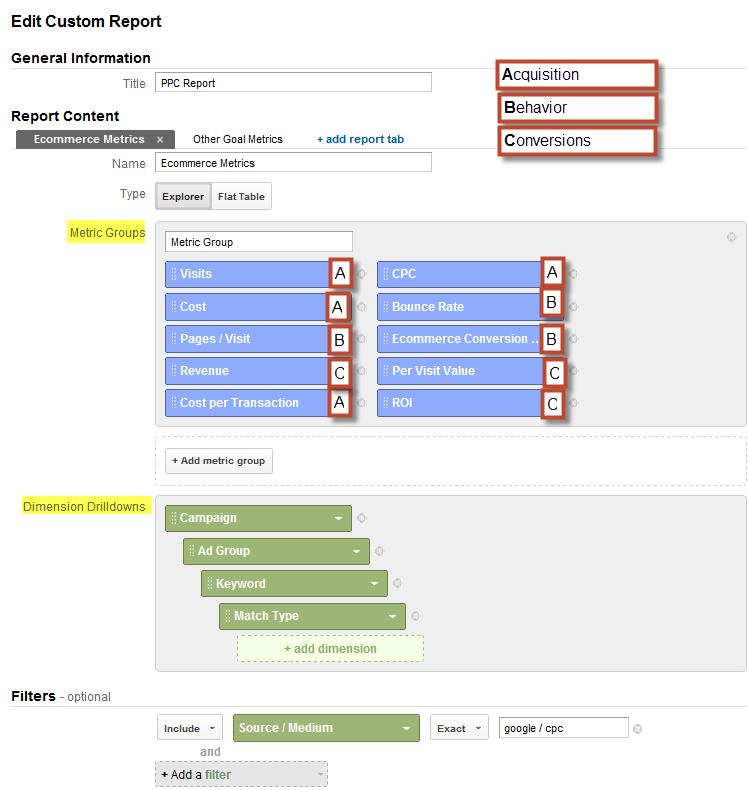 Edit Custom Report
General Information
Title PPC Report
Acquisition
Behavior
Conversions
Report Content
Ecommerce Metrics x Other Goal Metrics + add report tab
Name Ecommerce Metrics
Type Explorer Flat Table
Metric Groups
Metric Group
Visits A CPC A
Cost A Bounce Rate B
Pages / Visit B Ecommerce Conversion ... B
Revenue C Per Visit Value C
Cost per Transaction A ROI C
+ Add metric group
Dimension Drilldowns
Campaign
Ad Group
Keyword
Match Type
+ add dimension
Filters - optional
Include Source / Medium Exact google / cpc
and
+ Add a filter